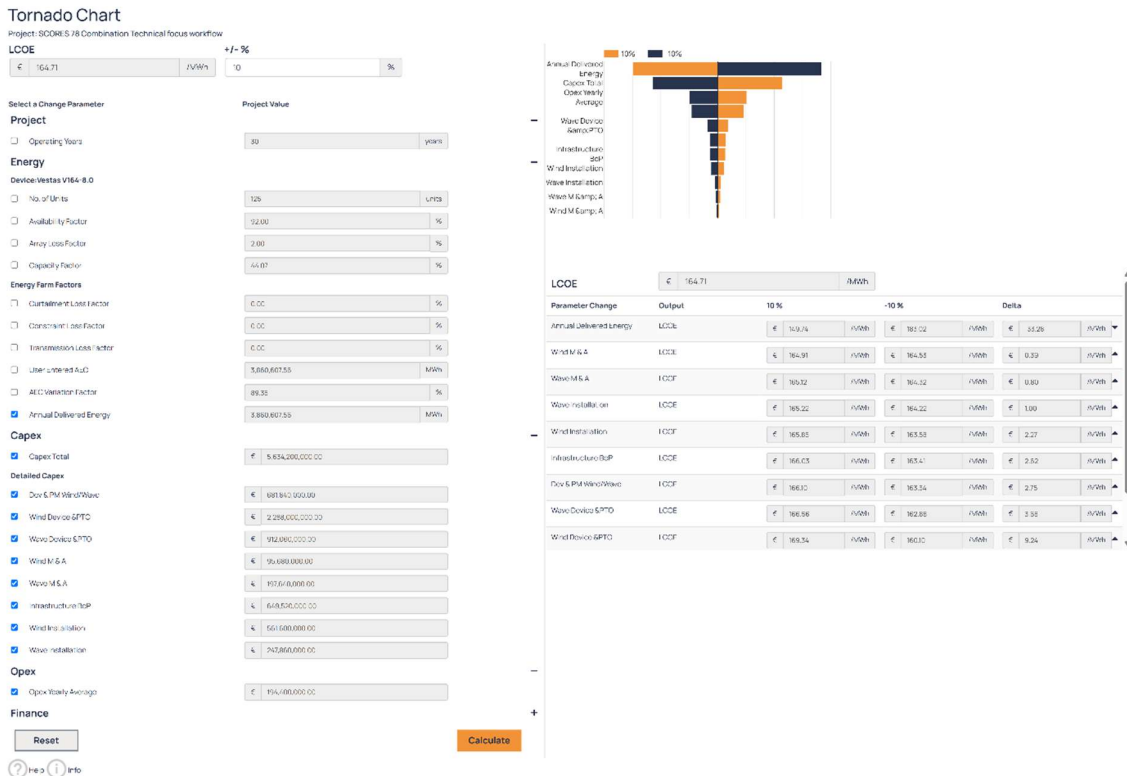 Tornado Chart
Project: SCORES 78 Combination Technical focus workflow
LCOE +/- %
€ 164.71 /MWh 10 %
Select a Change Parameter Project Value
Project −
Operating Years 30 years
Energy −
Device:Vestas V164-8.0
No. of Units 125 units
Availability Factor 92.00 %
Array Loss Factor 2.00 %
Capacity Factor 44.07 %
Energy Farm Factors
Curtailment Loss Factor 0.00 %
Constraint Loss Factor 0.00 %
Transmission Loss Factor 0.00 %
User Entered AEC 3,860,607.55 MWh
AEC Variation Factor 89.35 %
Annual Delivered Energy 3,860,607.55 MWh
Capex −
Capex Total € 5,634,200,000.00
Detailed Capex
Dev & PM Wind/Wave € 681,840,000.00
Wind Device &PTO
Wave Device &PTO € 912,060,000.00
Wind M & A € 95,680,000.00
Wave M & A € 197,640,000.00
Infrastructure BoP € 649,520,000.00
Wind Installation € 561,600,000.00
Wave Installation € 247,860,000.00
Opex −
Opex Yearly Average € 194,400,000.00
Finance +
Reset Calculate
Help Info
10% 10%
Annual Delivered
Energy
Capex Total
Opex Yearly
Average
Wave Device
&amp;PTO
Infrastructure
BoP
Wind Installation
Wave Installation
Wave M &amp; A
Wind M &amp; A
LCOE € 164.71 /MWh
Parameter Change Output 10 % -10 % Delta
Annual Delivered Energy LCOE € 149.74 /MWh € 183.02 /MWh € 33.28 /MWh
Wind M & A LCOE € 164.91 /MWh € 164.53 /MWh € 0.39 /MWh
Wave M & A LCOE € 165.12 /MWh € 164.32 /MWh € 0.80 /MWh
Wave Installation LCOE € 165.22 /MWh € 164.22 /MWh € 1.00 /MWh
Wind Installation LCOE € 165.85 /MWh € 163.58 /MWh € 2.27 /MWh
Infrastructure BoP LCOE € 166.03 /MWh € 163.41 /MWh € 2.62 /MWh
Dev & PM Wind/Wave LCOE € 166.10 /MWh € 163.34 /MWh € 2.75 /MWh
Wave Device &PTO LCOE € 166.56 /MWh € 162.88 /MWh /MWh
Wind Device &PTO LCOE € 169.34 /MWh € 160.10 /MWh € 9.24 /MWh